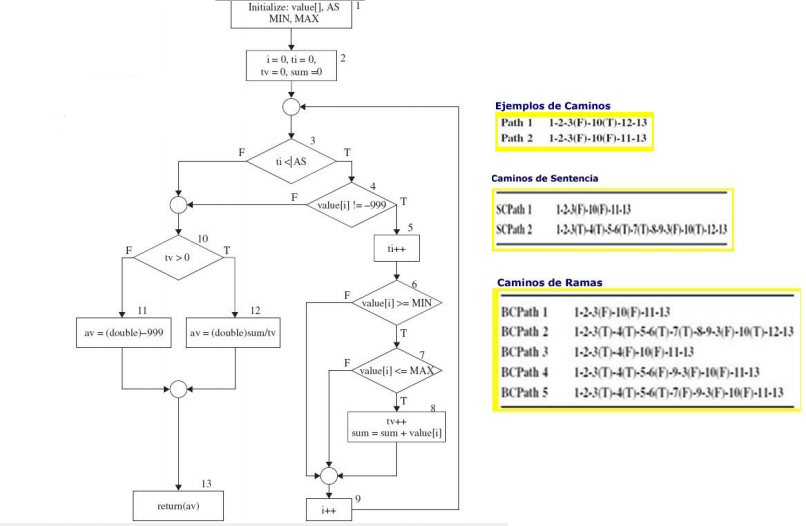 Initialize: value[], AS
MIN, MAX
1
i = 0, ti = 0,
tv = 0, sum =0
2
3
F
ti <AS
T
4
F
value[i] != −999
T
5
ti++
10
F
tv > 0
T
6
F
value[i] >= MIN
T
11
av = (double)−999
12
av = (double)sum/tv
7
F
value[i] <= MAX
T
8
tv++
sum = sum + value[i]
13
return(av)
9
i++
Ejemplos de Caminos
Path 1 1-2-3(F)-10(T)-12-13
Path 2 1-2-3(F)-10(F)-11-13
Caminos de Sentencia
SCPath 1 1-2-3(F)-10(F)-11-13
SCPath 2 1-2-3(T)-4(T)-5-6(T)-7(T)-8-9-3(F)-10(T)-12-13
Caminos de Ramas
BCPath 1 1-2-3(F)-10(F)-11-13
BCPath 2 1-2-3(T)-4(T)-5-6(T)-7(T)-8-9-3(F)-10(T)-12-13
BCPath 3 1-2-3(T)-4(F)-10(F)-11-13
BCPath 4 1-2-3(T)-4(T)-5-6(F)-9-3(F)-10(F)-11-13
BCPath 5 1-2-3(T)-4(T)-5-6(T)-7(F)-9-3(F)-10(F)-11-13